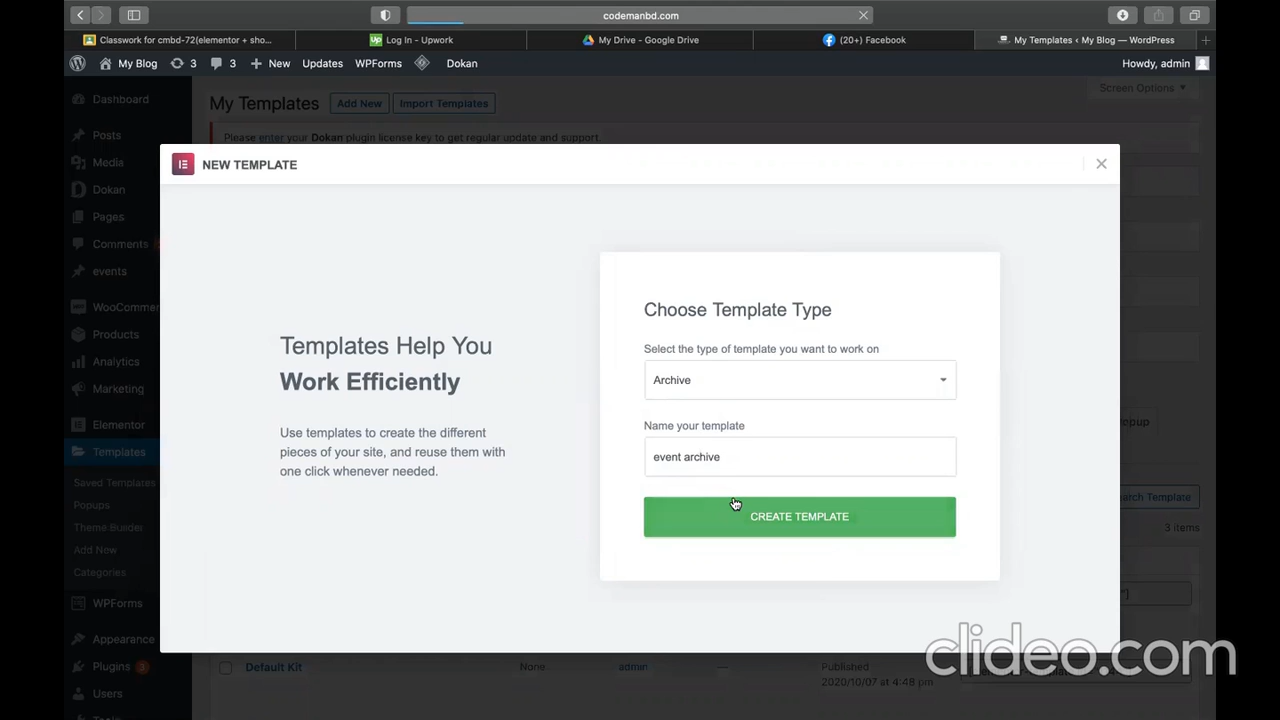 codemanbd.com
Classwork for cmbd-72(elementor + sho...
Log In - Upwork
My Drive - Google Drive
(20+) Facebook
My Templates ‹ My Blog — WordPress
My Blog
3
3
New
Updates
WPForms
Dokan
Howdy, admin
Dashboard
Posts
Media
Dokan
Pages
Comments
events
WooCommer
Products
Analytics
Marketing
Elementor
Templates
Saved Templates
Popups
Theme Builder
Add New
Categories
WPForms
Appearance
Plugins 3
Users
My Templates
Add New
Import Templates
Screen Options
Please enter your Dokan plugin license key to get regular update and support.
NEW TEMPLATE
Templates Help You
Work Efficiently
Use templates to create the different
pieces of your site, and reuse them with
one click whenever needed.
Choose Template Type
Select the type of template you want to work on
Archive
Name your template
event archive
CREATE TEMPLATE
opup
arch Template
3 items
Default Kit
None
admin
—
Published
2020/10/07 at 4:48 pm
clideo.com